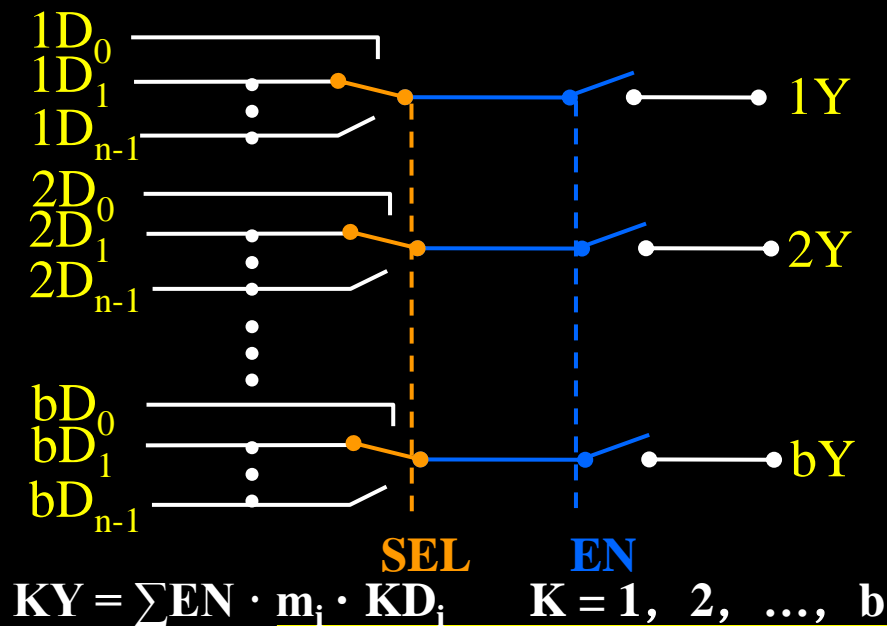 1D₀
1D₁
1Dₙ₋₁
1Y
2D₀
2D₁
2Dₙ₋₁
2Y
bD₀
bD₁
bDₙ₋₁
bY
SEL EN
KY = ∑EN · mᵢ · KDᵢ K = 1, 2, …, b